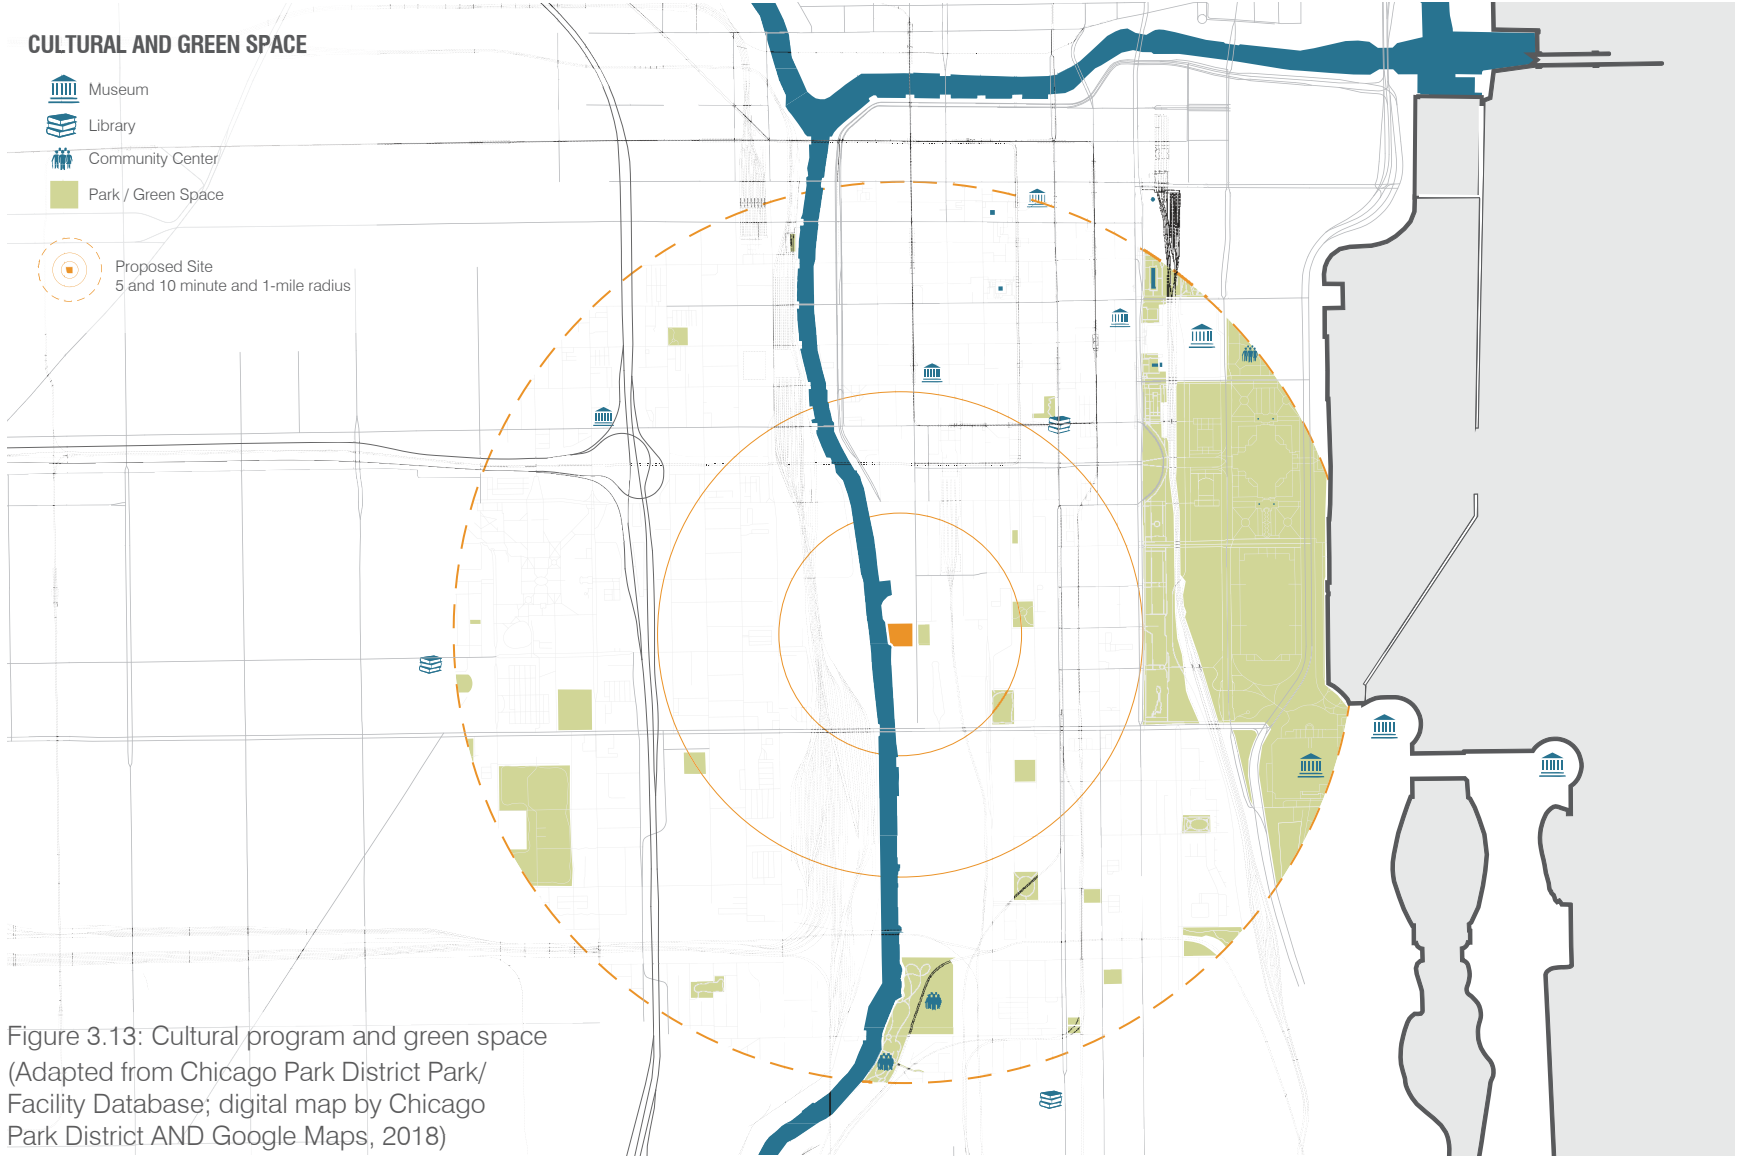 CULTURAL AND GREEN SPACE
Museum
Library
Community Center
Park / Green Space
Proposed Site
5 and 10 minute and 1-mile radius
Figure 3.13: Cultural program and green space
(Adapted from Chicago Park District Park/
Facility Database; digital map by Chicago
Park District AND Google Maps, 2018)